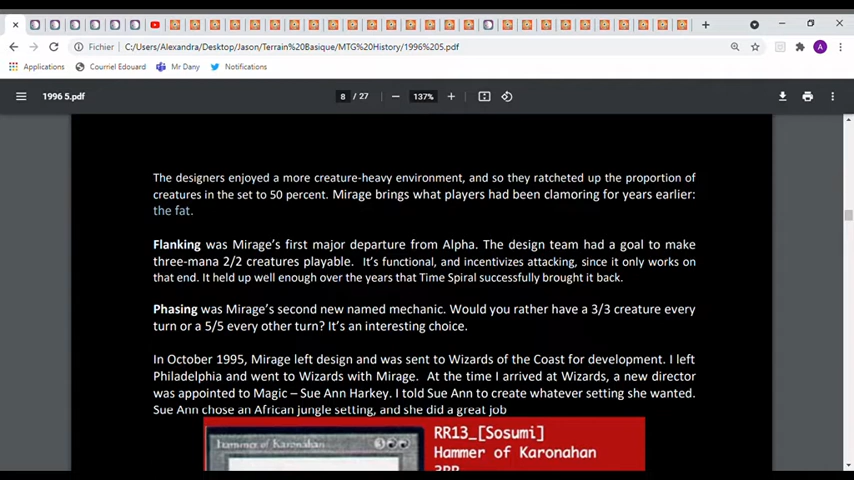 Fichier C:/Users/Alexandra/Desktop/Jason/Terrain%20Basique/MTG%20History/1996%205.pdf
A
Applications Courriel Edouard Mr Dany Notifications
1996 5.pdf 8 / 27 137%
The designers enjoyed a more creature-heavy environment, and so they ratcheted up the proportion of
creatures in the set to 50 percent. Mirage brings what players had been clamoring for years earlier:
the fat.
Flanking was Mirage's first major departure from Alpha. The design team had a goal to make
three-mana 2/2 creatures playable. It's functional, and incentivizes attacking, since it only works on
that end. It held up well enough over the years that Time Spiral successfully brought it back.
Phasing was Mirage's second new named mechanic. Would you rather have a 3/3 creature every
turn or a 5/5 every other turn? It's an interesting choice.
In October 1995, Mirage left design and was sent to Wizards of the Coast for development. I left
Philadelphia and went to Wizards with Mirage. At the time I arrived at Wizards, a new director
was appointed to Magic – Sue Ann Harkey. I told Sue Ann to create whatever setting she wanted.
Sue Ann chose an African jungle setting, and she did a great job
Hammer of Karonahan 3
RR13_[Sosumi]
Hammer of Karonahan
3RR